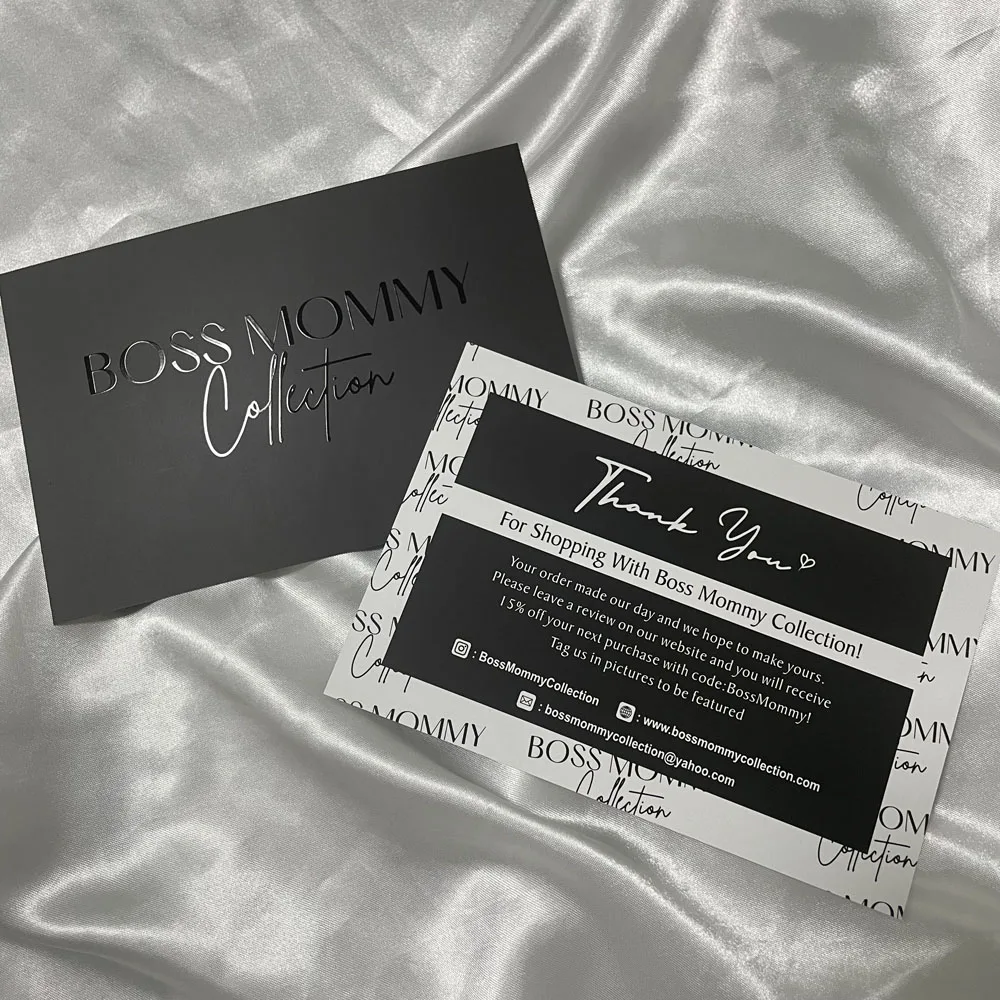 BOSS MOMMY
Collection
BOSS MOMMY
Collection
Thank You
For Shopping With Boss Mommy Collection!
Your order made our day and we hope to make yours.
Please leave a review on our website and you will receive
15% off your next purchase with code:BossMommy!
Tag us in pictures to be featured
: BossMommyCollection
: www.bossmommycollection.com
: bossmommycollection@yahoo.com
BOSS MOMMY
Collection